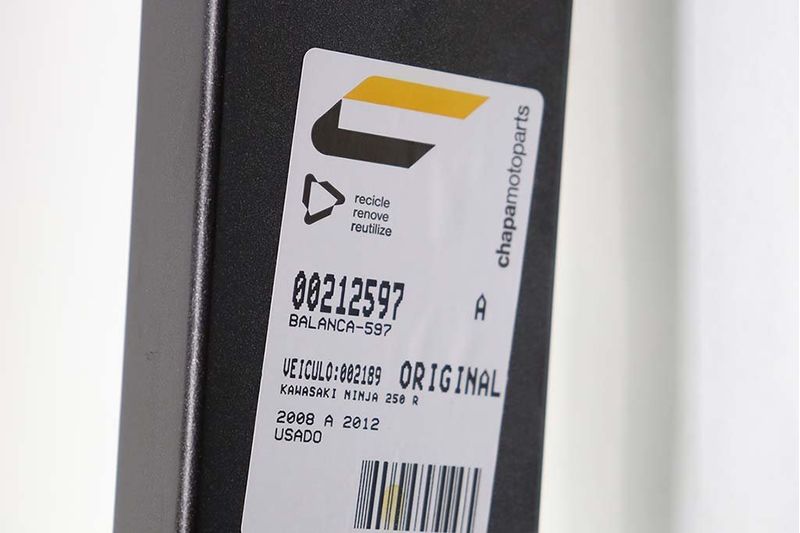 chapamotoparts
recicle
renove
reutilize
00212597 A
BALANCA-597
VEICULO:002189 ORIGINAL
KAWASAKI NINJA 250 R
2008 A 2012
USADO